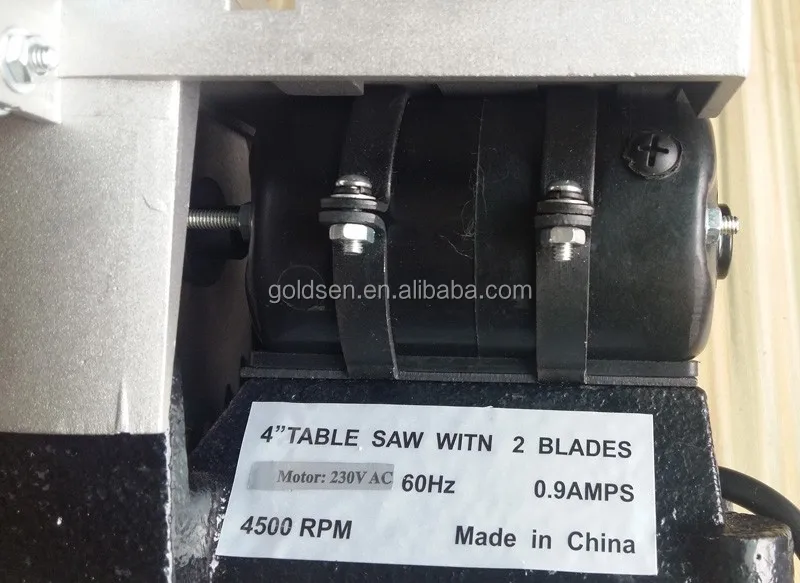 goldsen.en.alibaba.com
4” TABLE SAW WITN 2 BLADES
Motor: 230V AC 60Hz 0.9AMPS
4500 RPM Made in China